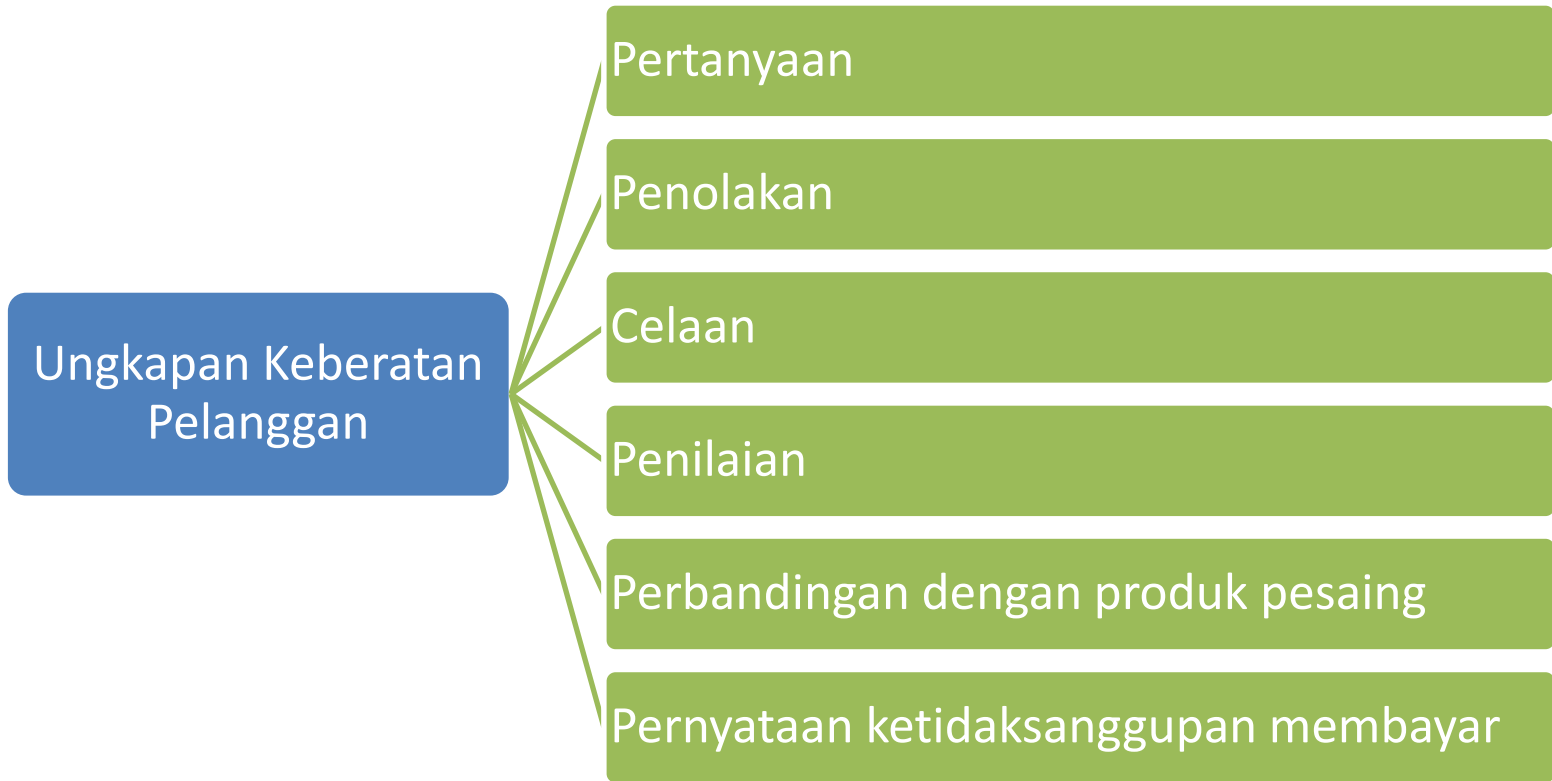 Ungkapan Keberatan
Pelanggan
Pertanyaan
Penolakan
Celaan
Penilaian
Perbandingan dengan produk pesaing
Pernyataan ketidaksanggupan membayar